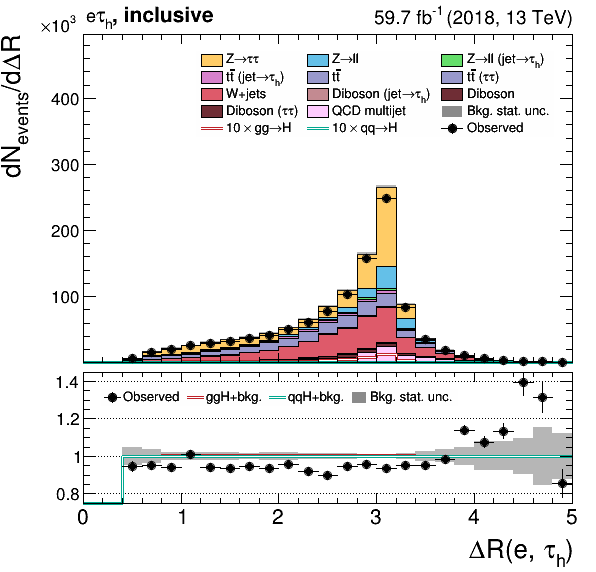 ×10³ eτₕ, inclusive 59.7 fb⁻¹ (2018, 13 TeV)
dN_events/dΔR
Z→ττ Z→ll Z→ll (jet→τₕ)
tt̄ (jet→τₕ) tt̄ tt̄ (ττ)
W+jets Diboson (jet→τₕ) Diboson
Diboson (ττ) QCD multijet Bkg. stat. unc.
10 × gg→H 10 × qq→H Observed
400
300
200
100
1.4
Observed ggH+bkg. qqH+bkg. Bkg. stat. unc.
1.2
1
0.8
0 1 2 3 4 5
ΔR(e, τₕ)